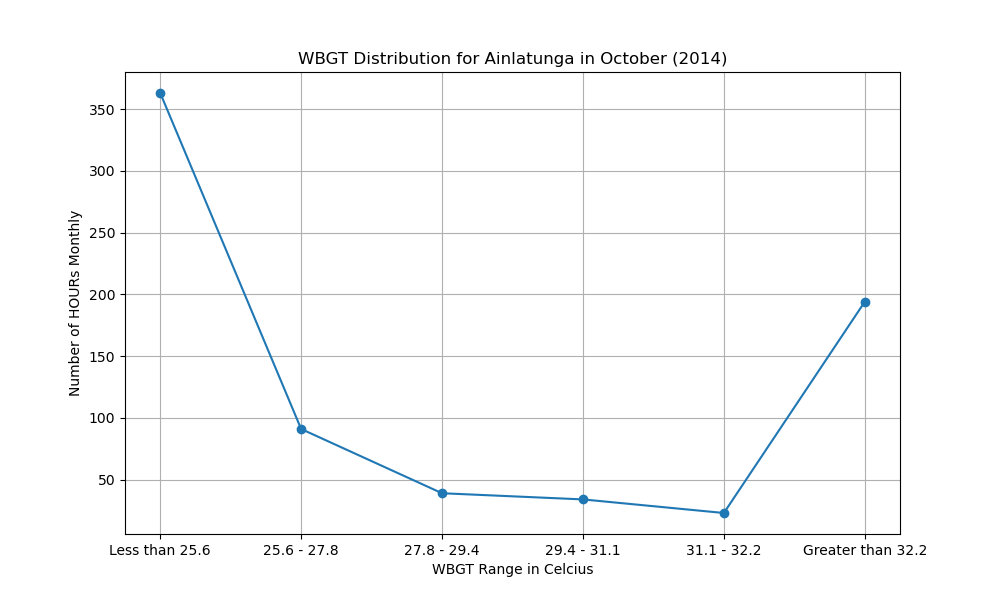 WBGT Distribution for Ainlatunga in October (2014)
Number of HOURs Monthly
350
300
250
200
150
100
50
Less than 25.6
25.6 - 27.8
27.8 - 29.4
29.4 - 31.1
31.1 - 32.2
Greater than 32.2
WBGT Range in Celcius